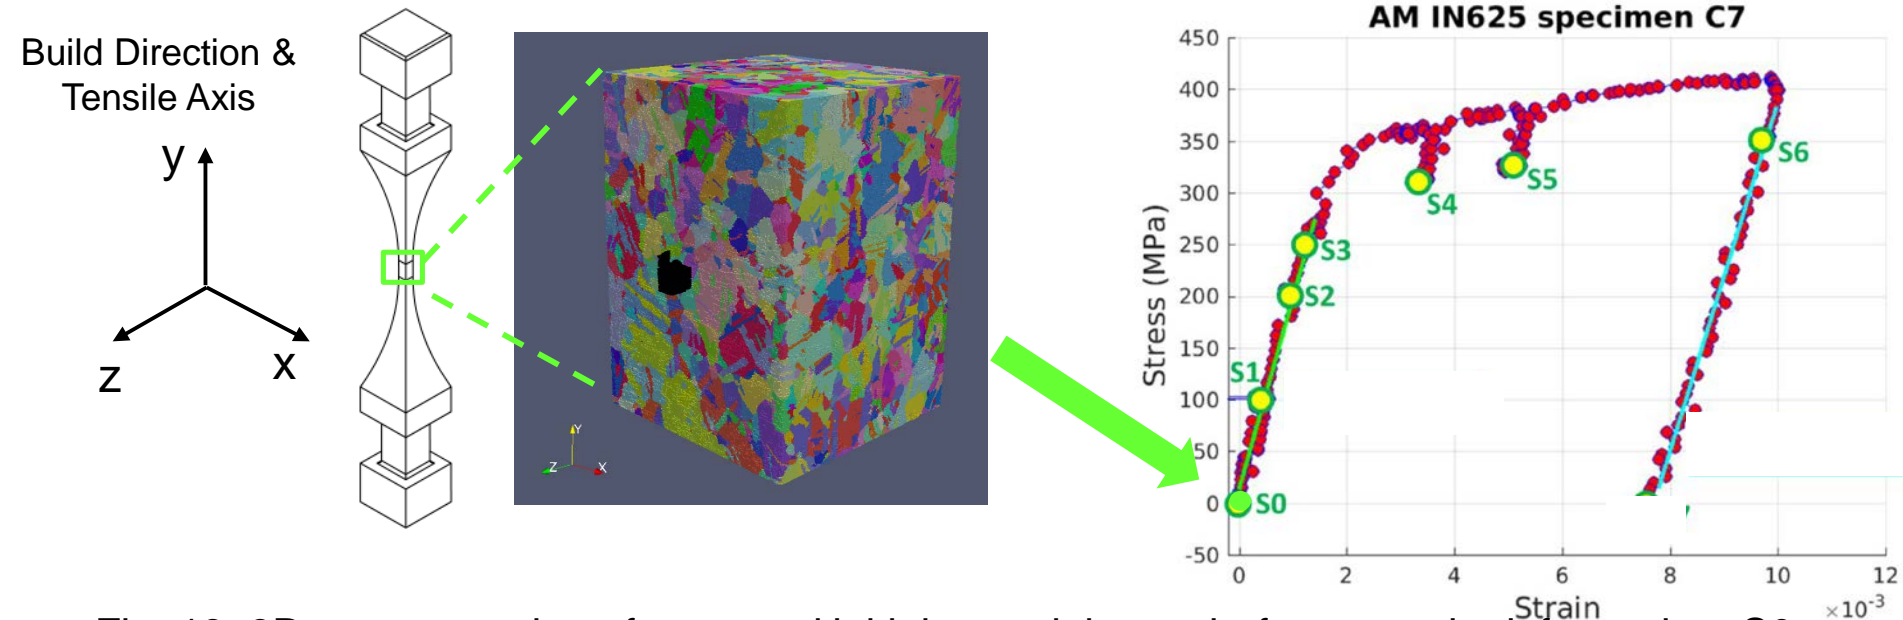 Build Direction &
Tensile Axis
y
z
x
Y
Z
X
AM IN625 specimen C7
Stress (MPa)
450
400
350
300
250
200
150
100
50
0
-50
S0
S1
S2
S3
S4
S5
S6
0
2
4
6
8
10
12
Strain
×10-3